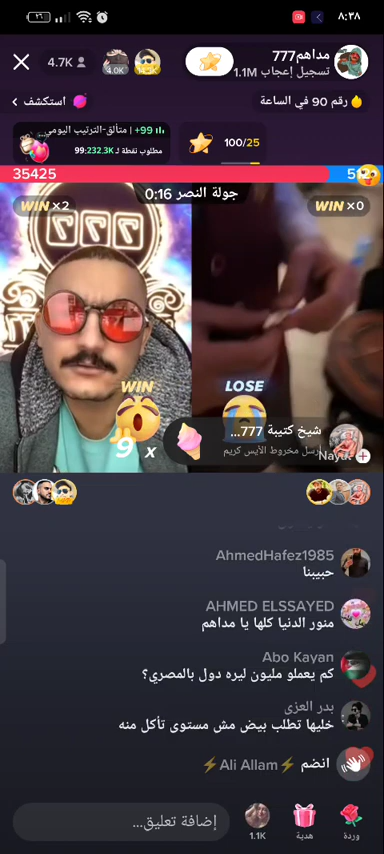 ٨:٣٨
٢٦
مداهم777
تسجيل إعجاب 1.1M
4.7K
4.0K
رقم 90 في الساعة
استكشف
+99 | متألق-الترتيب اليومي
مطلوب نقطة لـ 99:232.3K
100/25
35425
جولة النصر 0:16
WIN ×2
WIN ×0
777
WIN
LOSE
9 x
شيخ كتيبة 777...
أرسل مخروط الآيس كريم
AhmedHafez1985
حبيبنا
AHMED ELSSAYED
منور الدنيا كلها يا مداهم
Abo Kayan
كم يعملو مليون ليره دول بالمصري؟
بدر العزى
خليها تطلب بيض مش مستوى تأكل منه
انضم ⚡Ali Allam⚡
إضافة تعليق...
1.1K
هدية
وردة